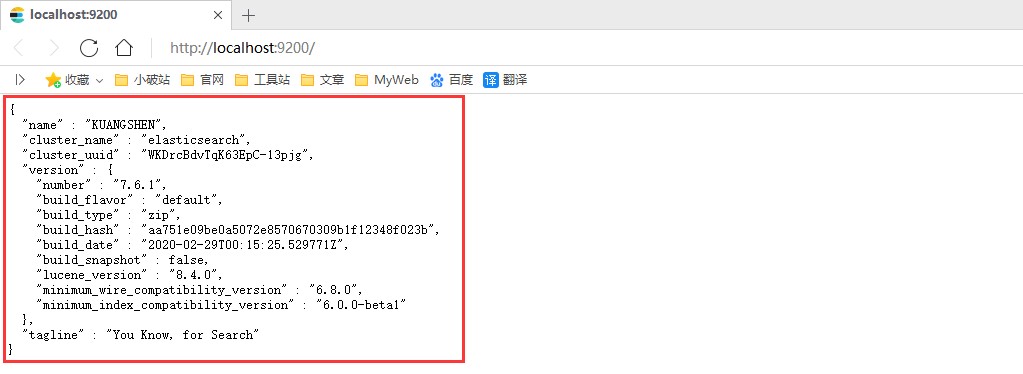 localhost:9200
http://localhost:9200/
收藏 小破站 官网 工具站 文章 MyWeb 百度 译 翻译
{
  "name" : "KUANGSHEN",
  "cluster_name" : "elasticsearch",
  "cluster_uuid" : "WKDrcBdvTqK63EpC-13pjg",
  "version" : {
    "number" : "7.6.1",
    "build_flavor" : "default",
    "build_type" : "zip",
    "build_hash" : "aa751e09be0a5072e8570670309b1f12348f023b",
    "build_date" : "2020-02-29T00:15:25.529771Z",
    "build_snapshot" : false,
    "lucene_version" : "8.4.0",
    "minimum_wire_compatibility_version" : "6.8.0",
    "minimum_index_compatibility_version" : "6.0.0-beta1"
  },
  "tagline" : "You Know, for Search"
}